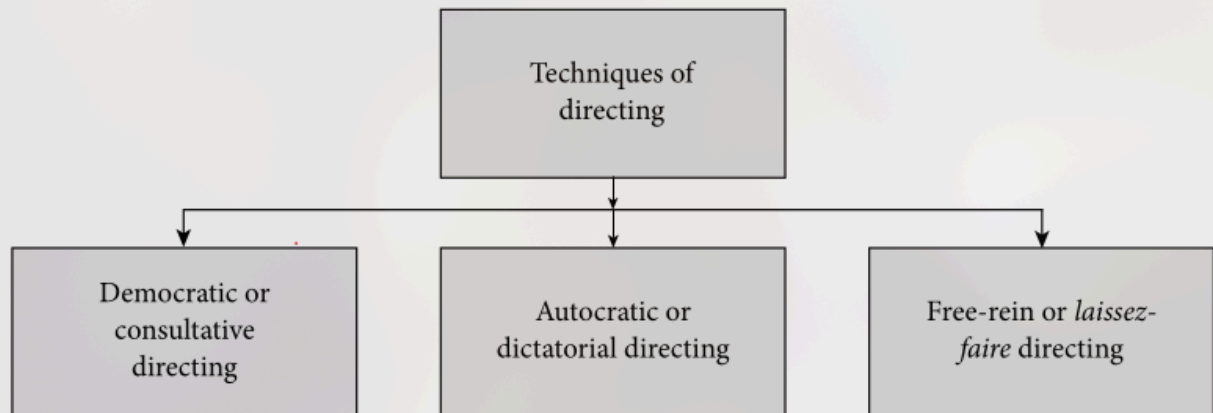 Techniques of
directing
Democratic or
consultative
directing
Autocratic or
dictatorial directing
Free-rein or laissez-
faire directing